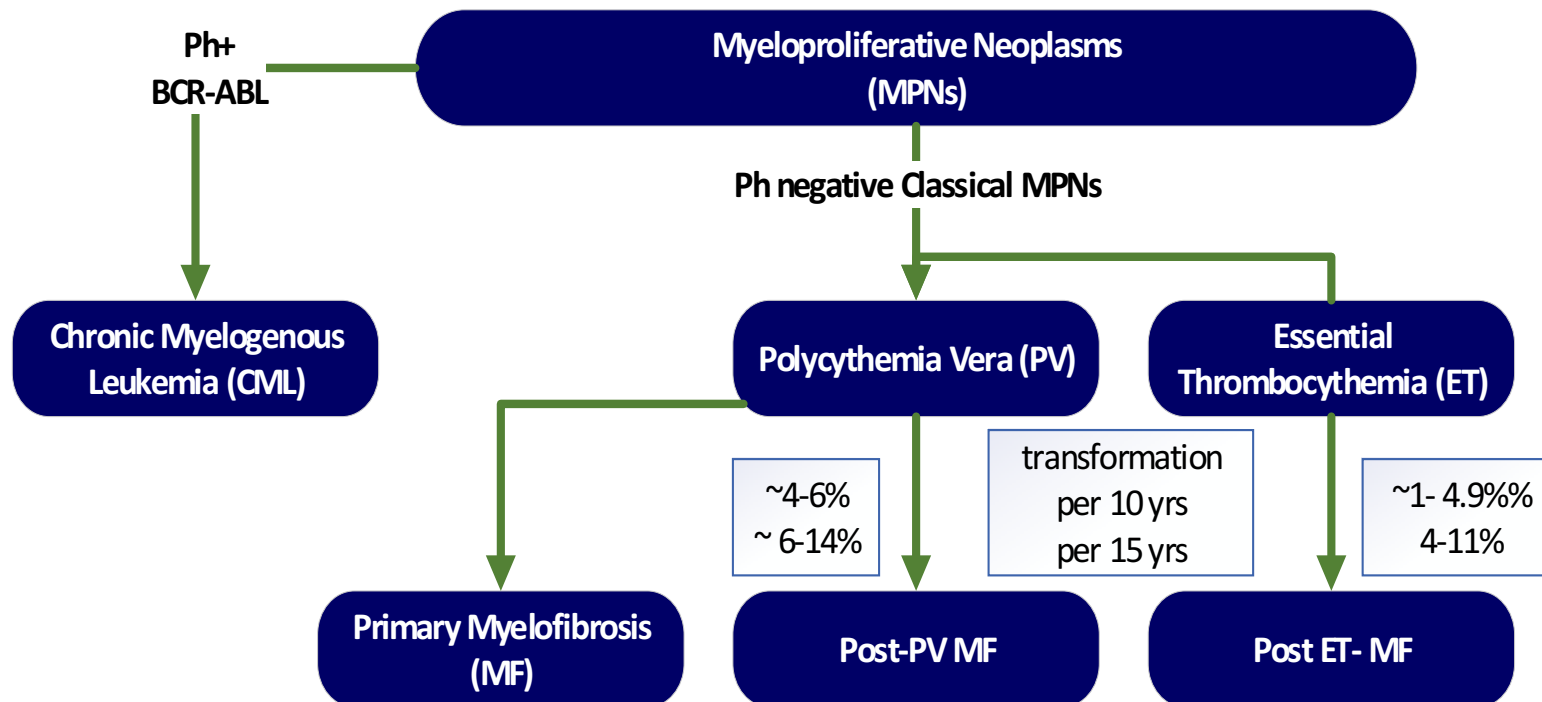 Ph+
BCR-ABL
Myeloproliferative Neoplasms
(MPNs)
Ph negative Classical MPNs
Chronic Myelogenous
Leukemia (CML)
Polycythemia Vera (PV)
Essential
Thrombocythemia (ET)
~4-6%
~ 6-14%
transformation
per 10 yrs
per 15 yrs
~1- 4.9%%
4-11%
Primary Myelofibrosis
(MF)
Post-PV MF
Post ET- MF